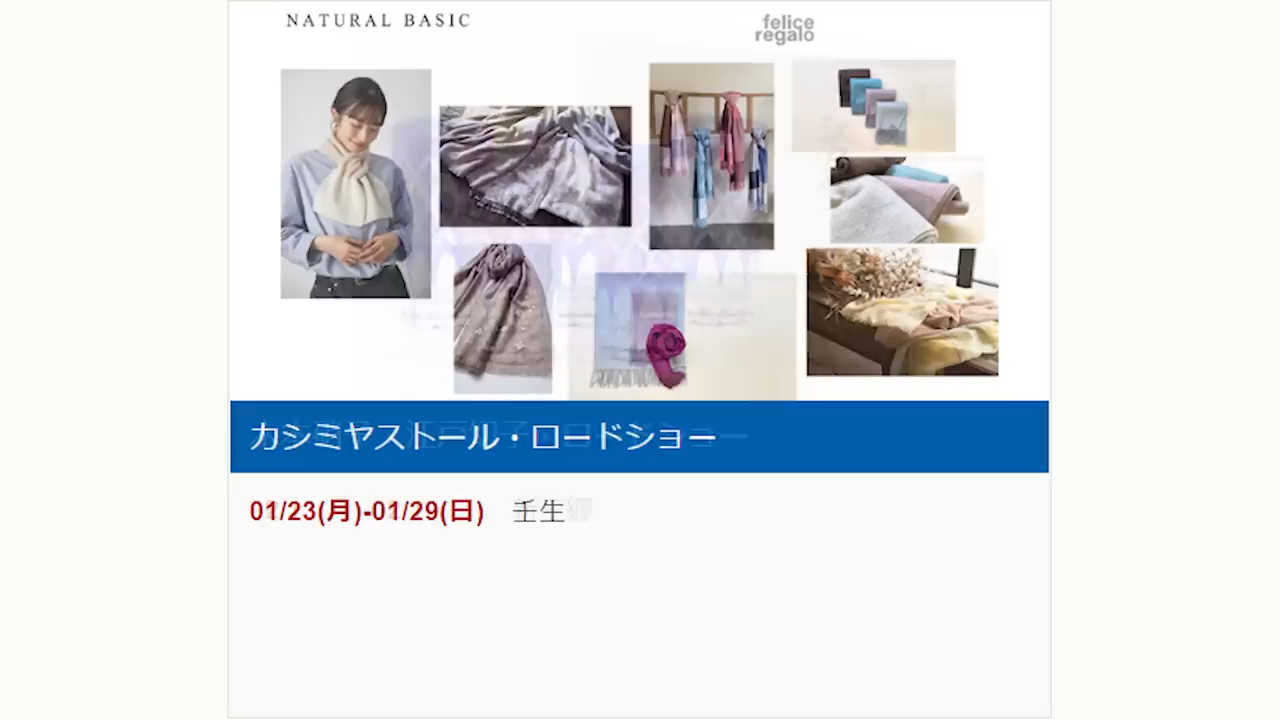 NATURAL BASIC
felice
regalo
カシミヤストール・ロードショー
01/23(月)-01/29(日) 壬生